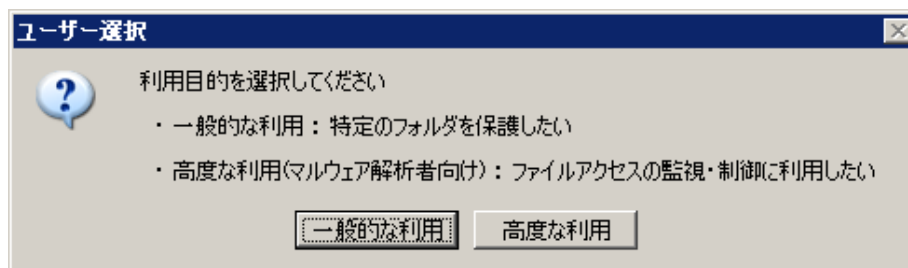 ユーザー選択
利用目的を選択してください
・一般的な利用：特定のフォルダを保護したい
・高度な利用(マルウェア解析者向け)：ファイルアクセスの監視・制御に利用したい
一般的な利用 高度な利用